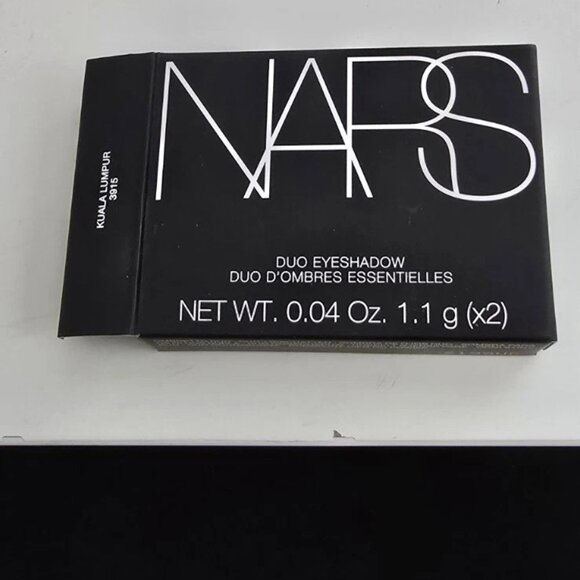 NARS
KUALA LUMPUR
3915
DUO EYESHADOW
DUO D'OMBRES ESSENTIELLES
NET WT. 0.04 Oz. 1.1 g (x2)